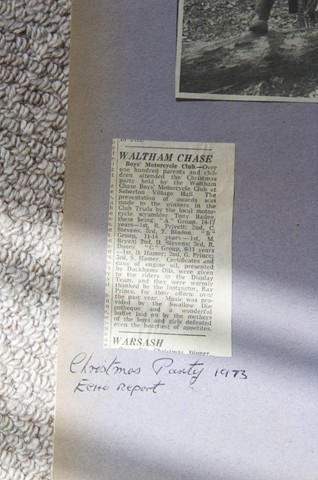 WALTHAM CHASE
Boys' Motorcycle Club.—Over
one hundred parents and chil-
dren attended the Christmas
party held by the Waltham
Chase Boys' Motorcycle Club at
Soberton Village Hall. The
presentation of awards was
made to the winners in the
Club Trials by the local motor-
cycle scrambler Tony
these being: "A" Group, 14-17
years—1st, R. Privett; 2nd, C.
Stevens; 3rd, T. "B"
Group, 11-14 years—1st, M.
Bryant; 2nd, D. Stevens; 3rd, R.
"C" Group, 6-11 years
—1st, D. Hamer; 2nd, G. Prince;
3rd, S. Hamer. Certificates and
cans of engine oil, presented
by Duckhams Oils, were given
by the riders in the Display
Team, and they were warmly
thanked by the instructor, Ray
Prince, for their efforts over
the past year. Music was pro-
vided by the Swallow Dis-
cotheque and a wonderful
buffet laid on by the mothers
of the boys and girls defeated
even the heartiest of appetites.
WARSASH
Christmas Dinner
Christmas Party 1973
Echo Report